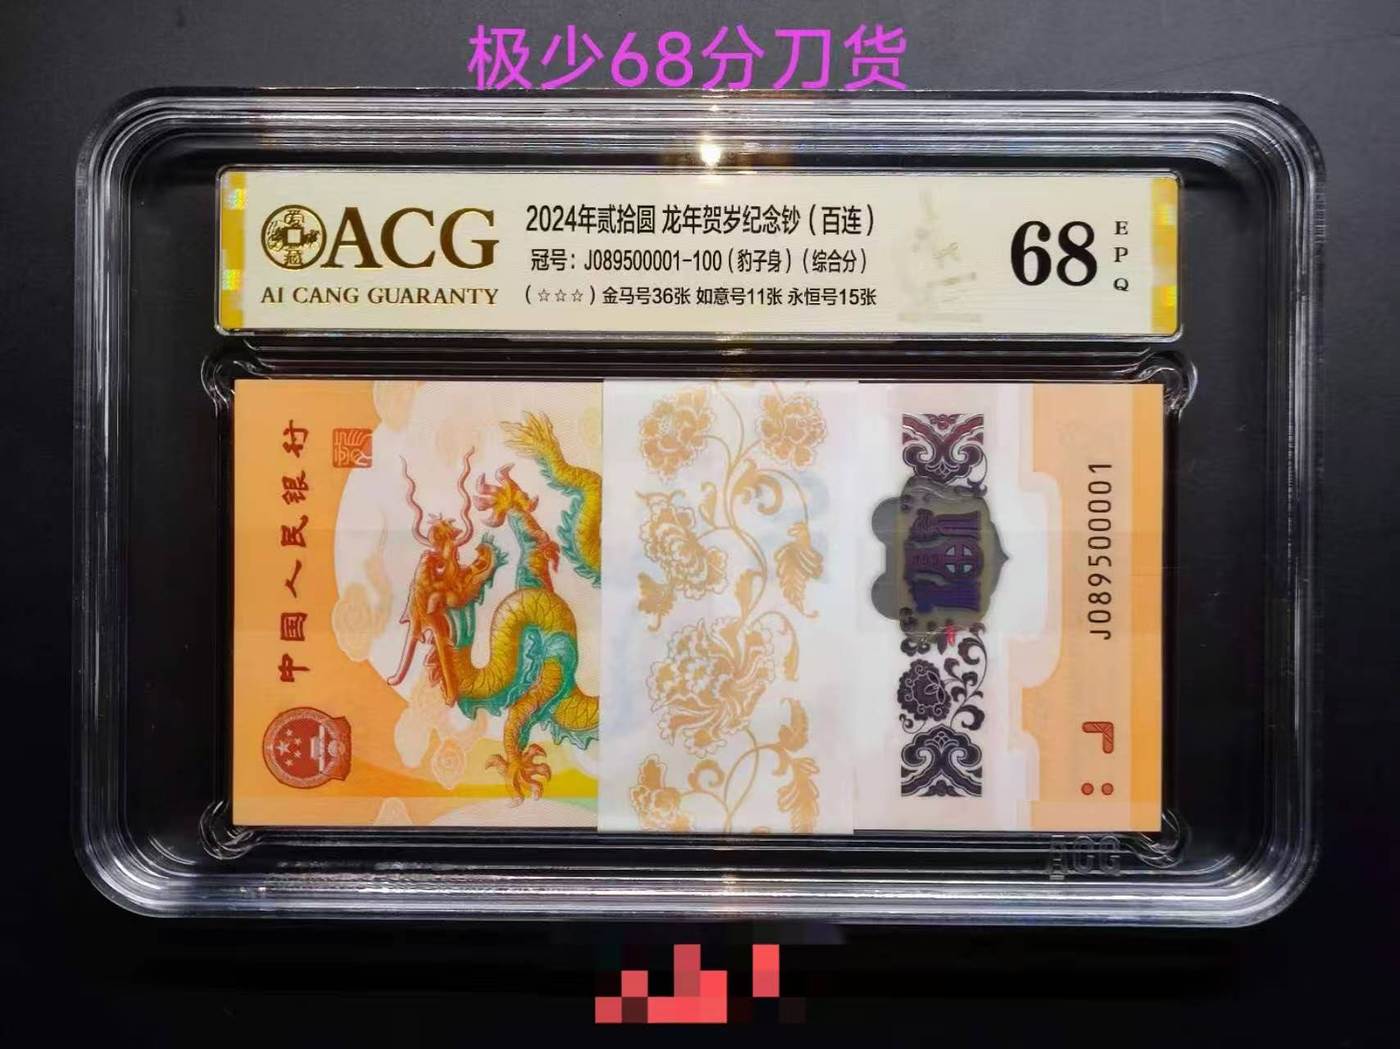 极少68分刀货
ACG
AI CANG GUARANTY
2024年贰拾圆 龙年贺岁纪念钞（百连）
冠号：J089500001-100（豹子身）（综合分）
（☆☆☆）金马号36张 如意号11张 永恒号15张
68
EPQ
中国人民银行
J089500001
ACG